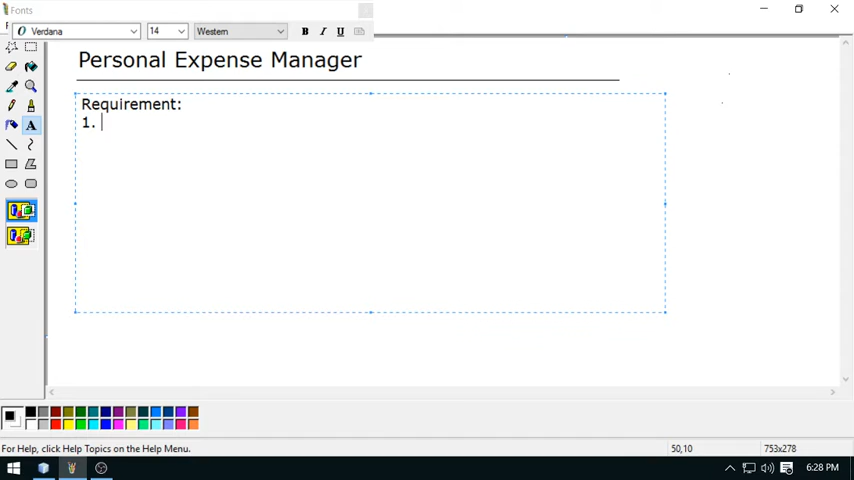 Fonts
Verdana
14
Western
B I U
Personal Expense Manager
Requirement:
1.
A
For Help, click Help Topics on the Help Menu.
50,10
753x278
6:28 PM